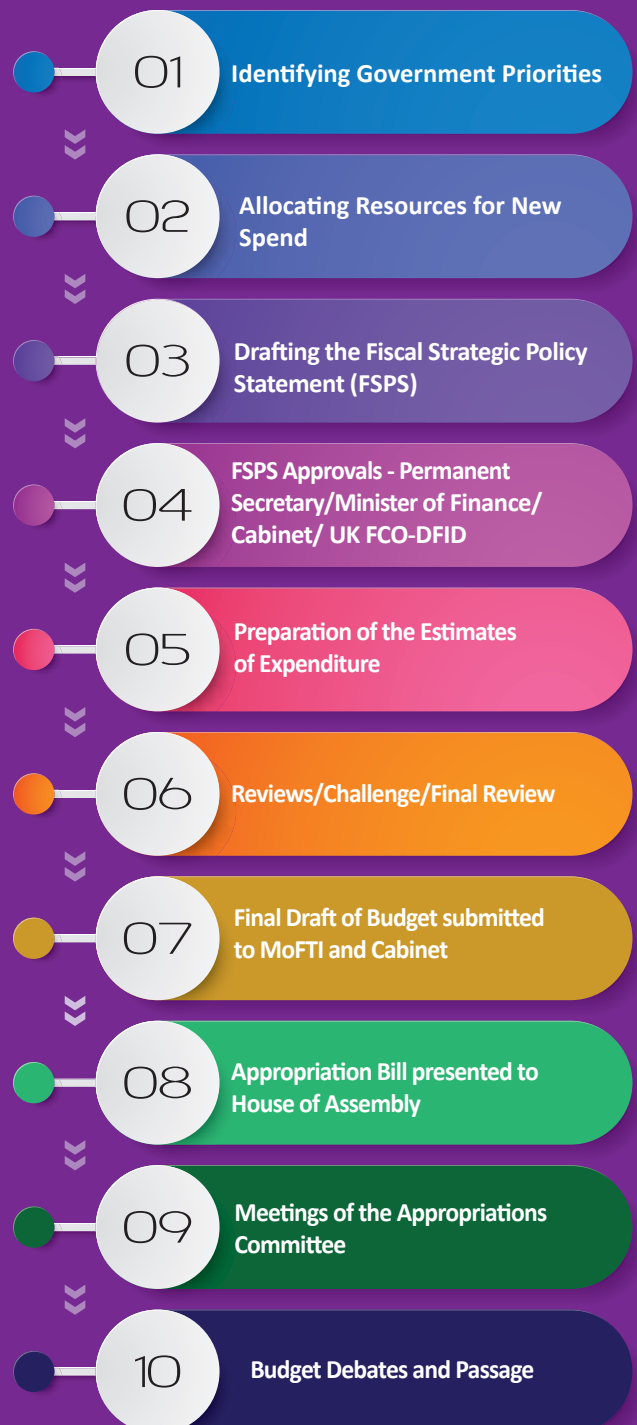 01
Identifying Government Priorities
02
Allocating Resources for New
Spend
03
Drafting the Fiscal Strategic Policy
Statement (FSPS)
04
FSPS Approvals - Permanent
Secretary/Minister of Finance/
Cabinet/ UK FCO-DFID
05
Preparation of the Estimates
of Expenditure
06
Reviews/Challenge/Final Review
07
Final Draft of Budget submitted
to MoFTI and Cabinet
08
Appropriation Bill presented to
House of Assembly
09
Meetings of the Appropriations
Committee
10
Budget Debates and Passage